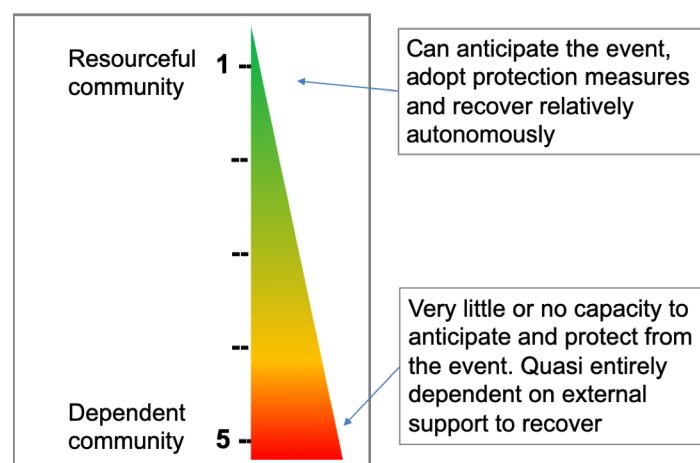 Resourceful
community
1 --
Can anticipate the event,
adopt protection measures
and recover relatively
autonomously
--
--
--
Very little or no capacity to
anticipate and protect from
the event. Quasi entirely
dependent on external
support to recover
Dependent
community
5 --